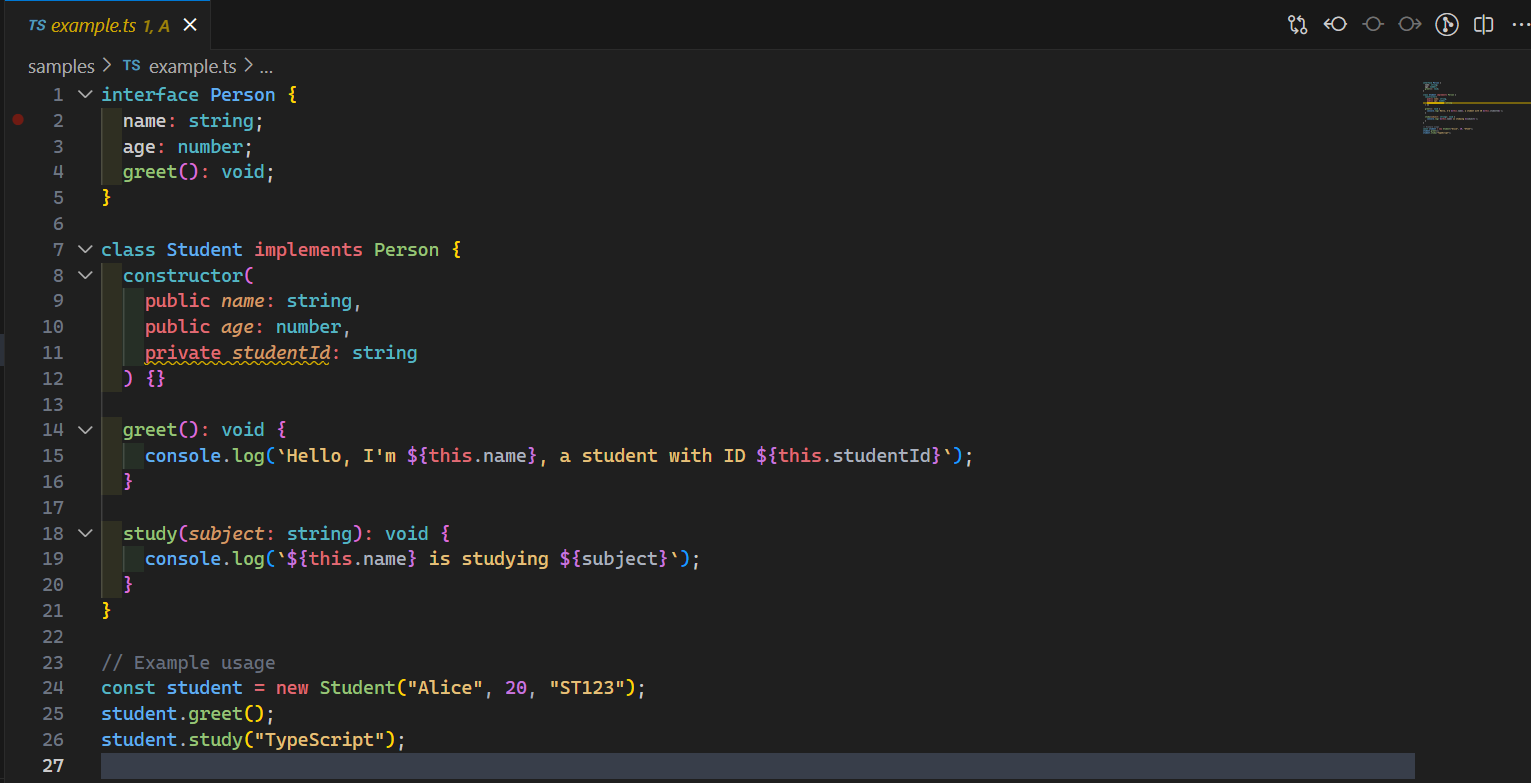 TS example.ts 1, A
samples > TS example.ts > ...
1 interface Person {
2   name: string;
3   age: number;
4   greet(): void;
5 }
6
7 class Student implements Person {
8   constructor(
9     public name: string,
10     public age: number,
11     private studentId: string
12   ) {}
13
14   greet(): void {
15     console.log(`Hello, I'm ${this.name}, a student with ID ${this.studentId}`);
16   }
17
18   study(subject: string): void {
19     console.log(`${this.name} is studying ${subject}`);
20   }
21 }
22
23 // Example usage
24 const student = new Student("Alice", 20, "ST123");
25 student.greet();
26 student.study("TypeScript");
27